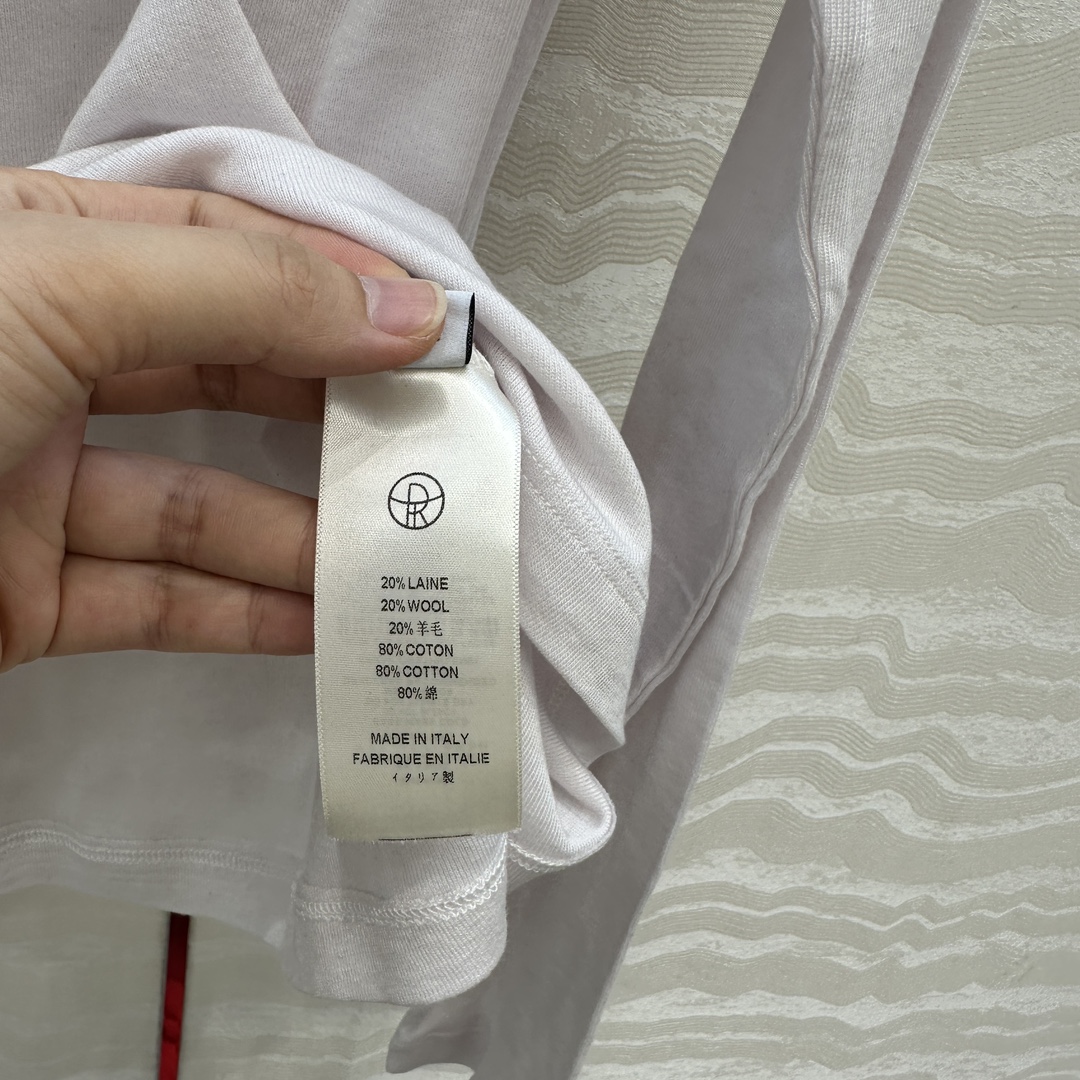 20% LAINE
20% WOOL
20% 羊毛
80% COTON
80% COTTON
80% 綿
MADE IN ITALY
FABRIQUE EN ITALIE
イタリア製